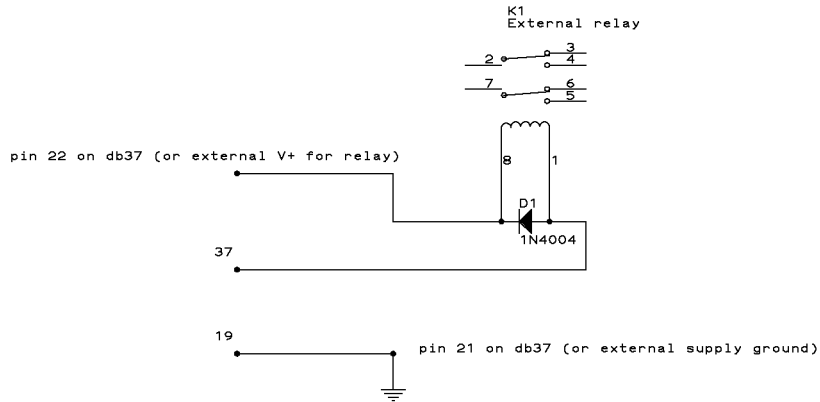 K1
External relay
3
2
4
7
6
5
pin 22 on db37 (or external V+ for relay)
8
1
D1
1N4004
37
19
pin 21 on db37 (or external supply ground)